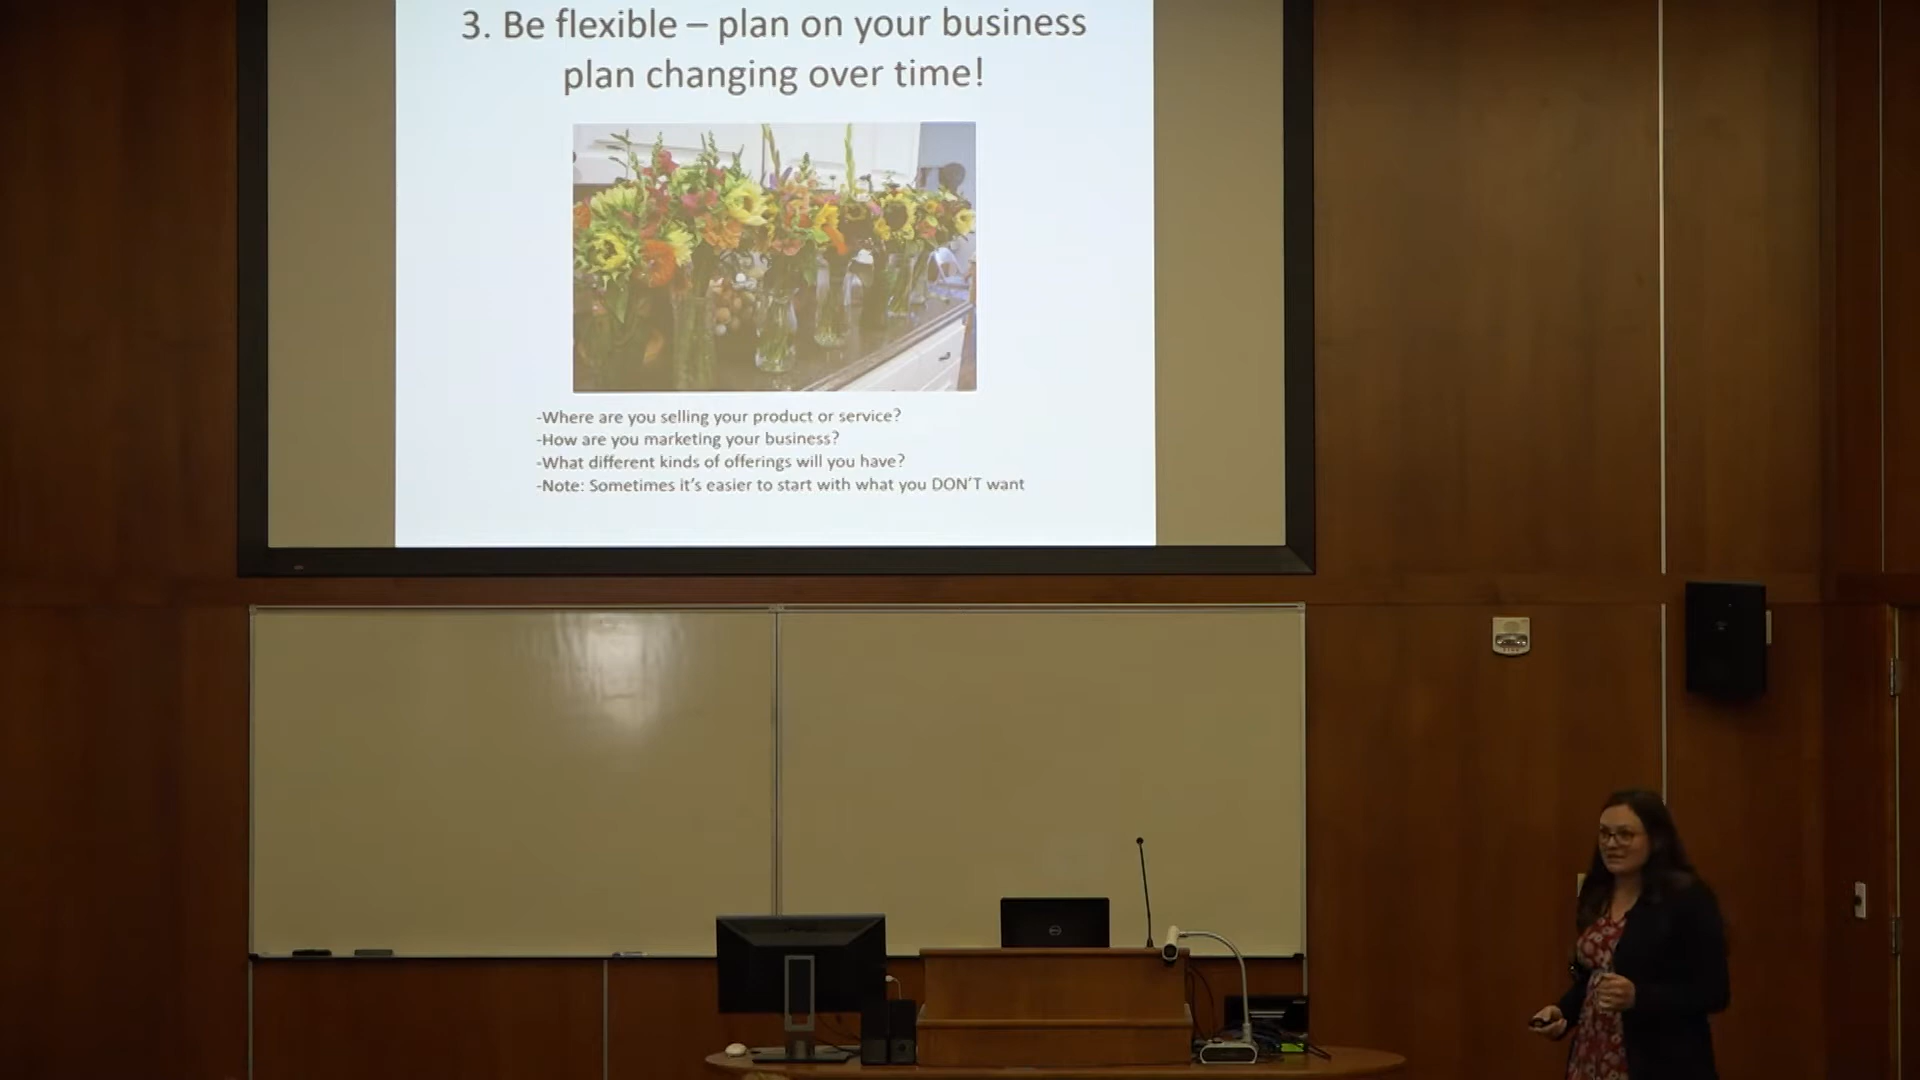 3. Be flexible – plan on your business
plan changing over time!
-Where are you selling your product or service?
-How are you marketing your business?
-What different kinds of offerings will you have?
-Note: Sometimes it's easier to start with what you DON'T want